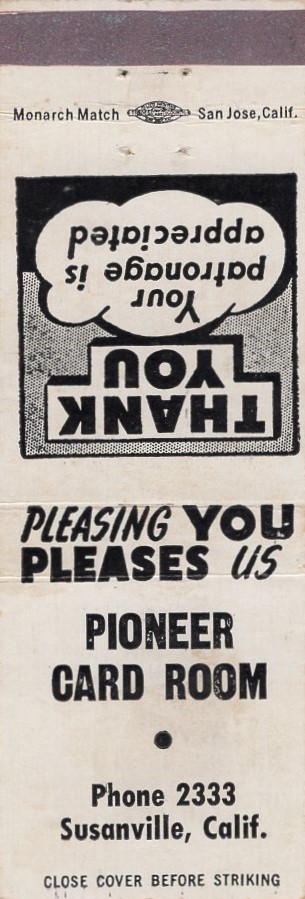 Monarch Match San Jose, Calif.
THANK
YOU
Your
patronage is
appreciated
PLEASING YOU
PLEASES US
PIONEER
CARD ROOM
Phone 2333
Susanville, Calif.
CLOSE COVER BEFORE STRIKING